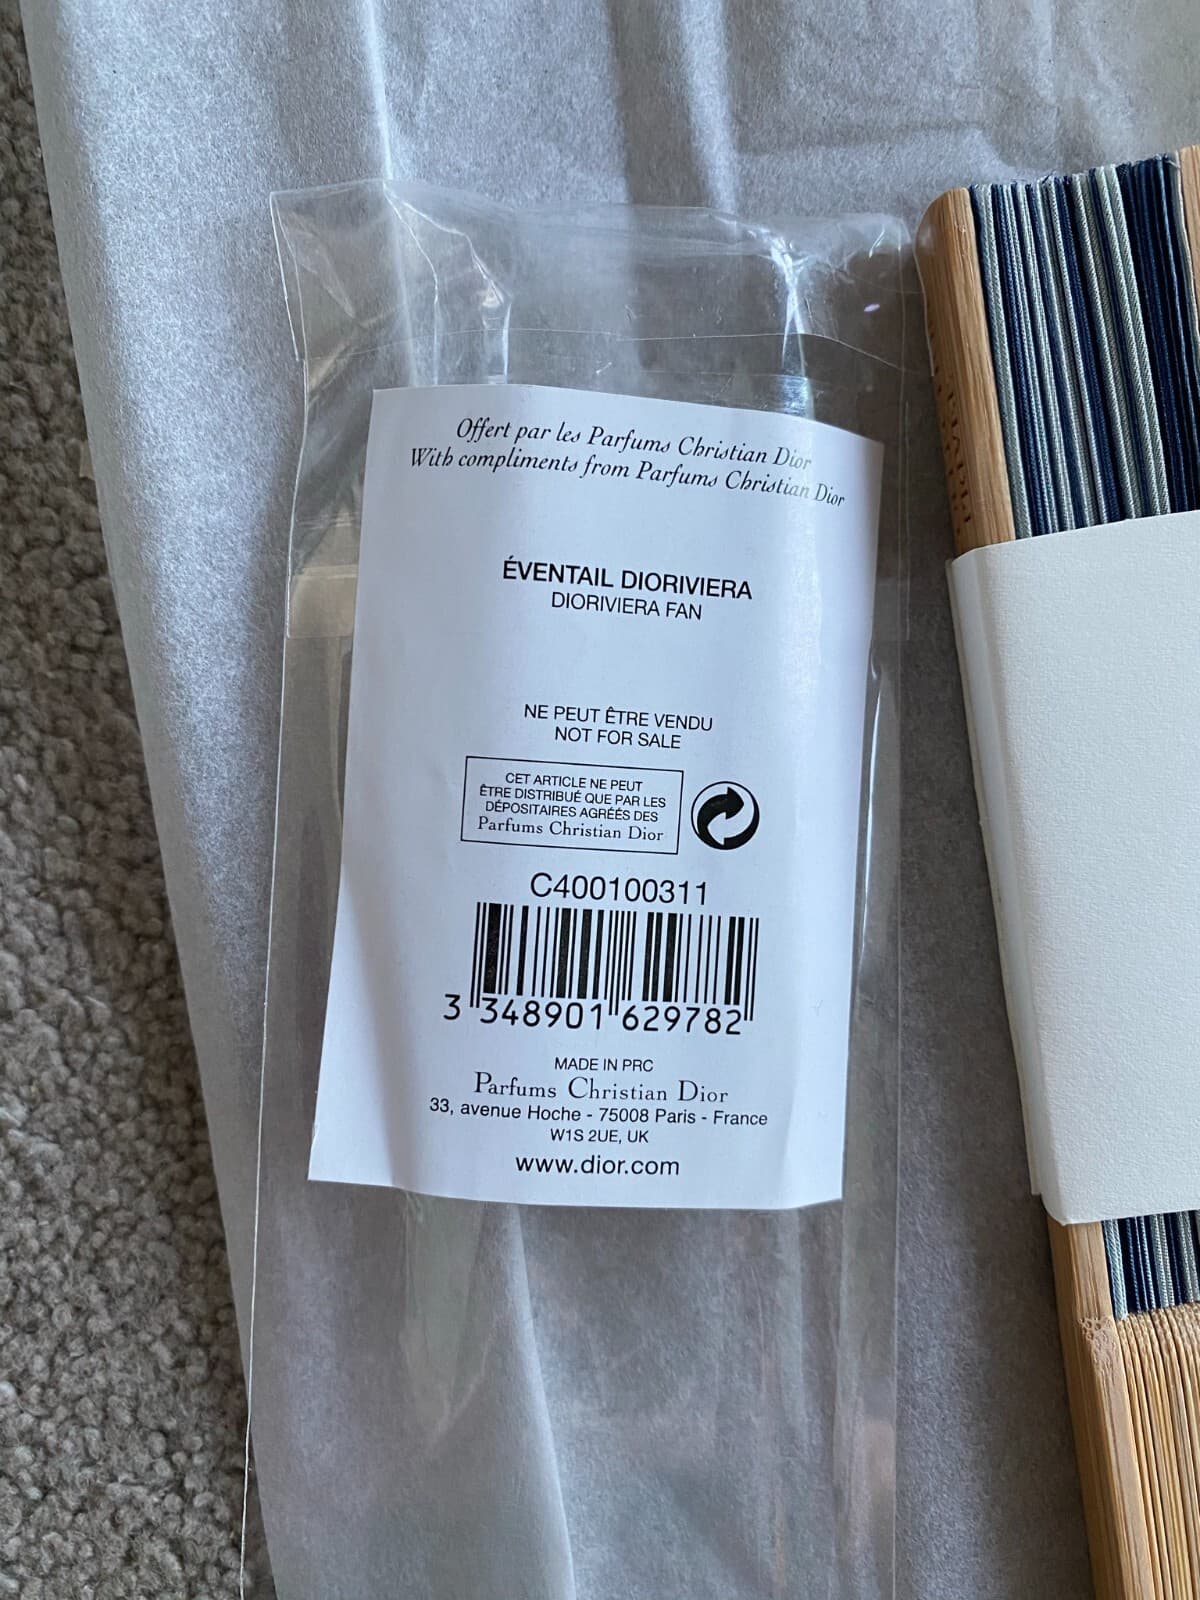 Offert par les Parfums Christian Dior
With compliments from Parfums Christian Dior
ÉVENTAIL DIORIVIERA
DIORIVIERA FAN
NE PEUT ÊTRE VENDU
NOT FOR SALE
CET ARTICLE NE PEUT
ÊTRE DISTRIBUÉ QUE PAR LES
DÉPOSITAIRES AGRÉÉS DES
Parfums Christian Dior
C400100311
3 348901 629782
MADE IN PRC
Parfums Christian Dior
33, avenue Hoche - 75008 Paris - France
W1S 2UE, UK
www.dior.com